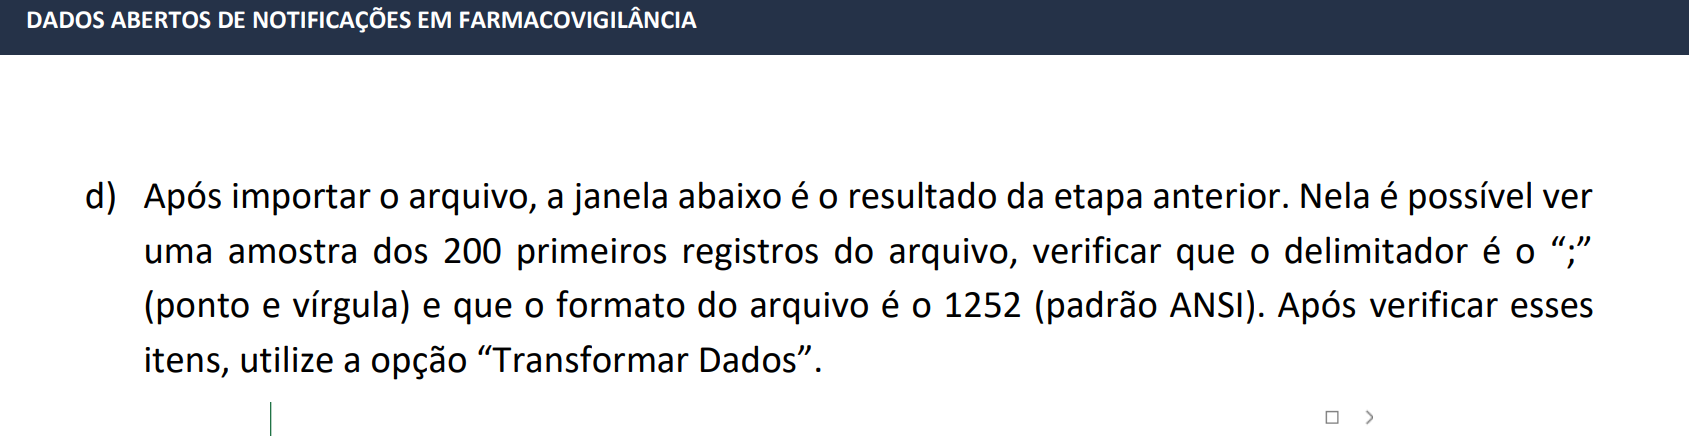 DADOS ABERTOS DE NOTIFICAÇÕES EM FARMACOVIGILÂNCIA
d) Após importar o arquivo, a janela abaixo é o resultado da etapa anterior. Nela é possível ver
uma amostra dos 200 primeiros registros do arquivo, verificar que o delimitador é o “;”
(ponto e vírgula) e que o formato do arquivo é o 1252 (padrão ANSI). Após verificar esses
itens, utilize a opção “Transformar Dados”.